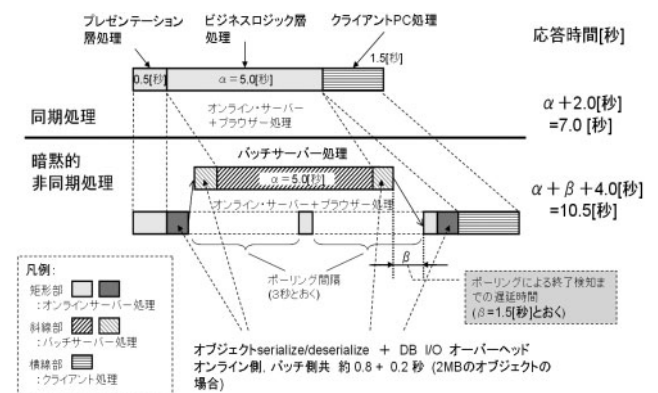 プレゼンテーション
層処理
ビジネスロジック層
処理
クライアントPC処理
応答時間[秒]
1.5[秒]
0.5[秒]
α=5.0[秒]
オンライン・サーバー
+ブラウザー処理
α+2.0[秒]
=7.0 [秒]
同期処理
暗黙的
非同期処理
バッチサーバー処理
α=5.0[秒]
オンライン・サーバー+ブラウザー処理
α+β+4.0[秒]
=10.5[秒]
ポーリング間隔
(3秒とおく)
β
ポーリングによる終了検知ま
での遅延時間
(β=1.5[秒]とおく)
凡例:
矩形部
:オンラインサーバー処理
斜線部
:バッチサーバー処理
横線部
:クライアント処理
オブジェクトserialize/deserialize + DB I/O オーバーヘッド
オンライン側, バッチ側共 約 0.8 + 0.2 秒 (2MBのオブジェクトの
場合)